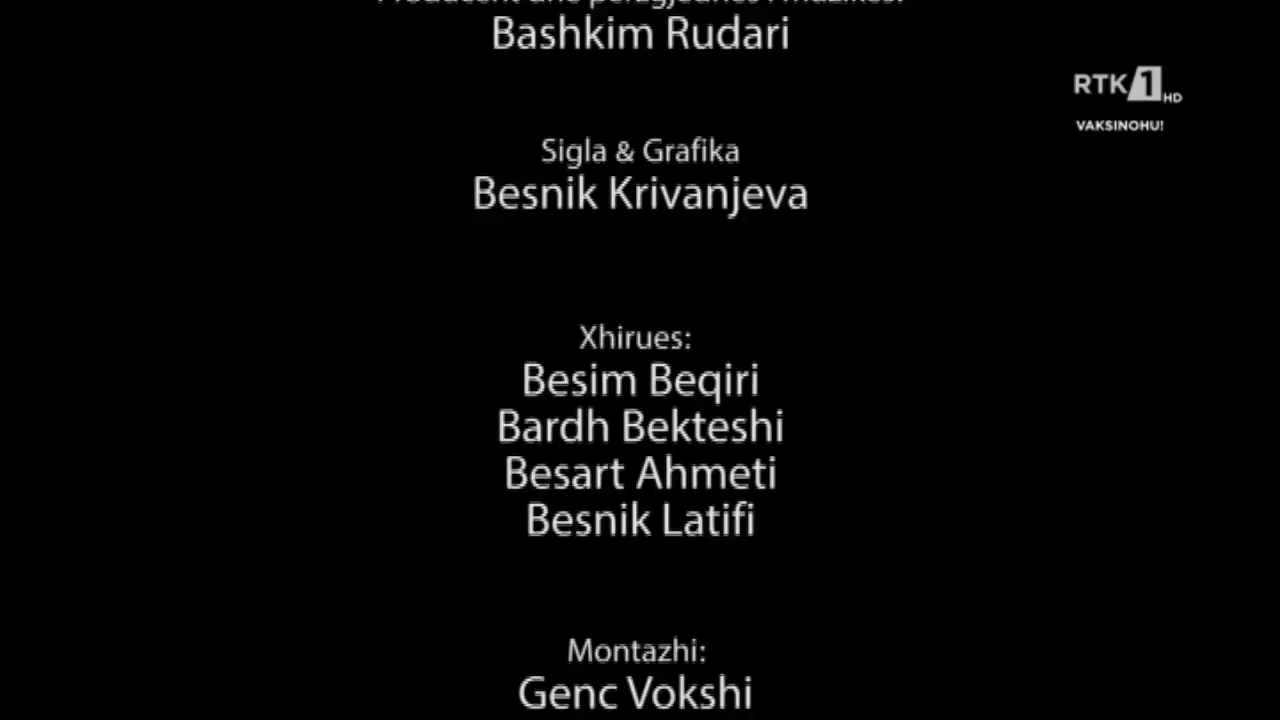 Bashkim Rudari
RTK1HD
VAKSINOHU!
Sigla & Grafika
Besnik Krivanjeva
Xhirues:
Besim Beqiri
Bardh Bekteshi
Besart Ahmeti
Besnik Latifi
Montazhi:
Genc Vokshi